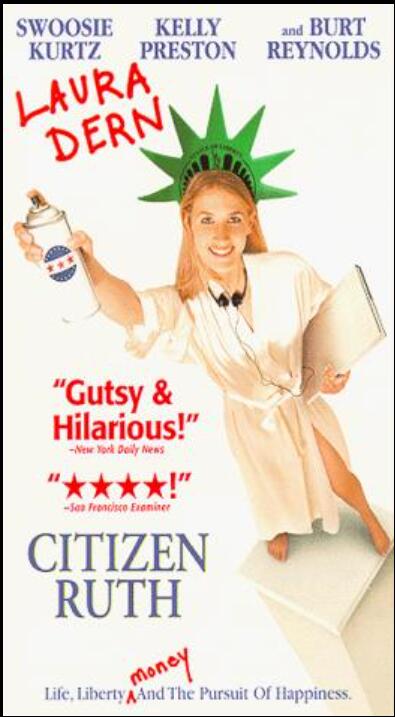 SWOOSIE KURTZ
KELLY PRESTON
and BURT REYNOLDS
LAURA
DERN
"Gutsy &
Hilarious!"
–New York Daily News
"★★★★!"
–San Francisco Examiner
CITIZEN
RUTH
money
Life, Liberty And The Pursuit Of Happiness.